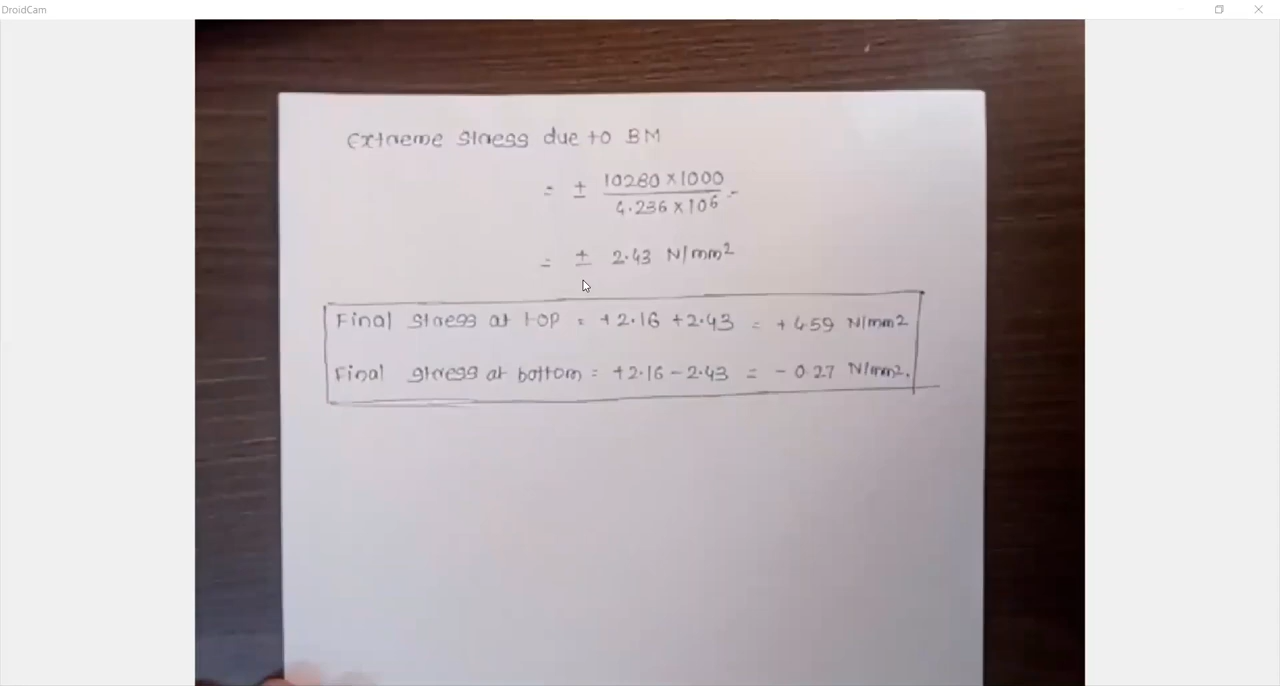 DroidCam
Extreme stress due to BM
= ± 10280 × 1000 / 4.236 × 10⁶
= ± 2.43 N/mm²
Final stress at top = +2.16 +2.43 = +4.59 N/mm²
Final stress at bottom = +2.16 - 2.43 = - 0.27 N/mm².